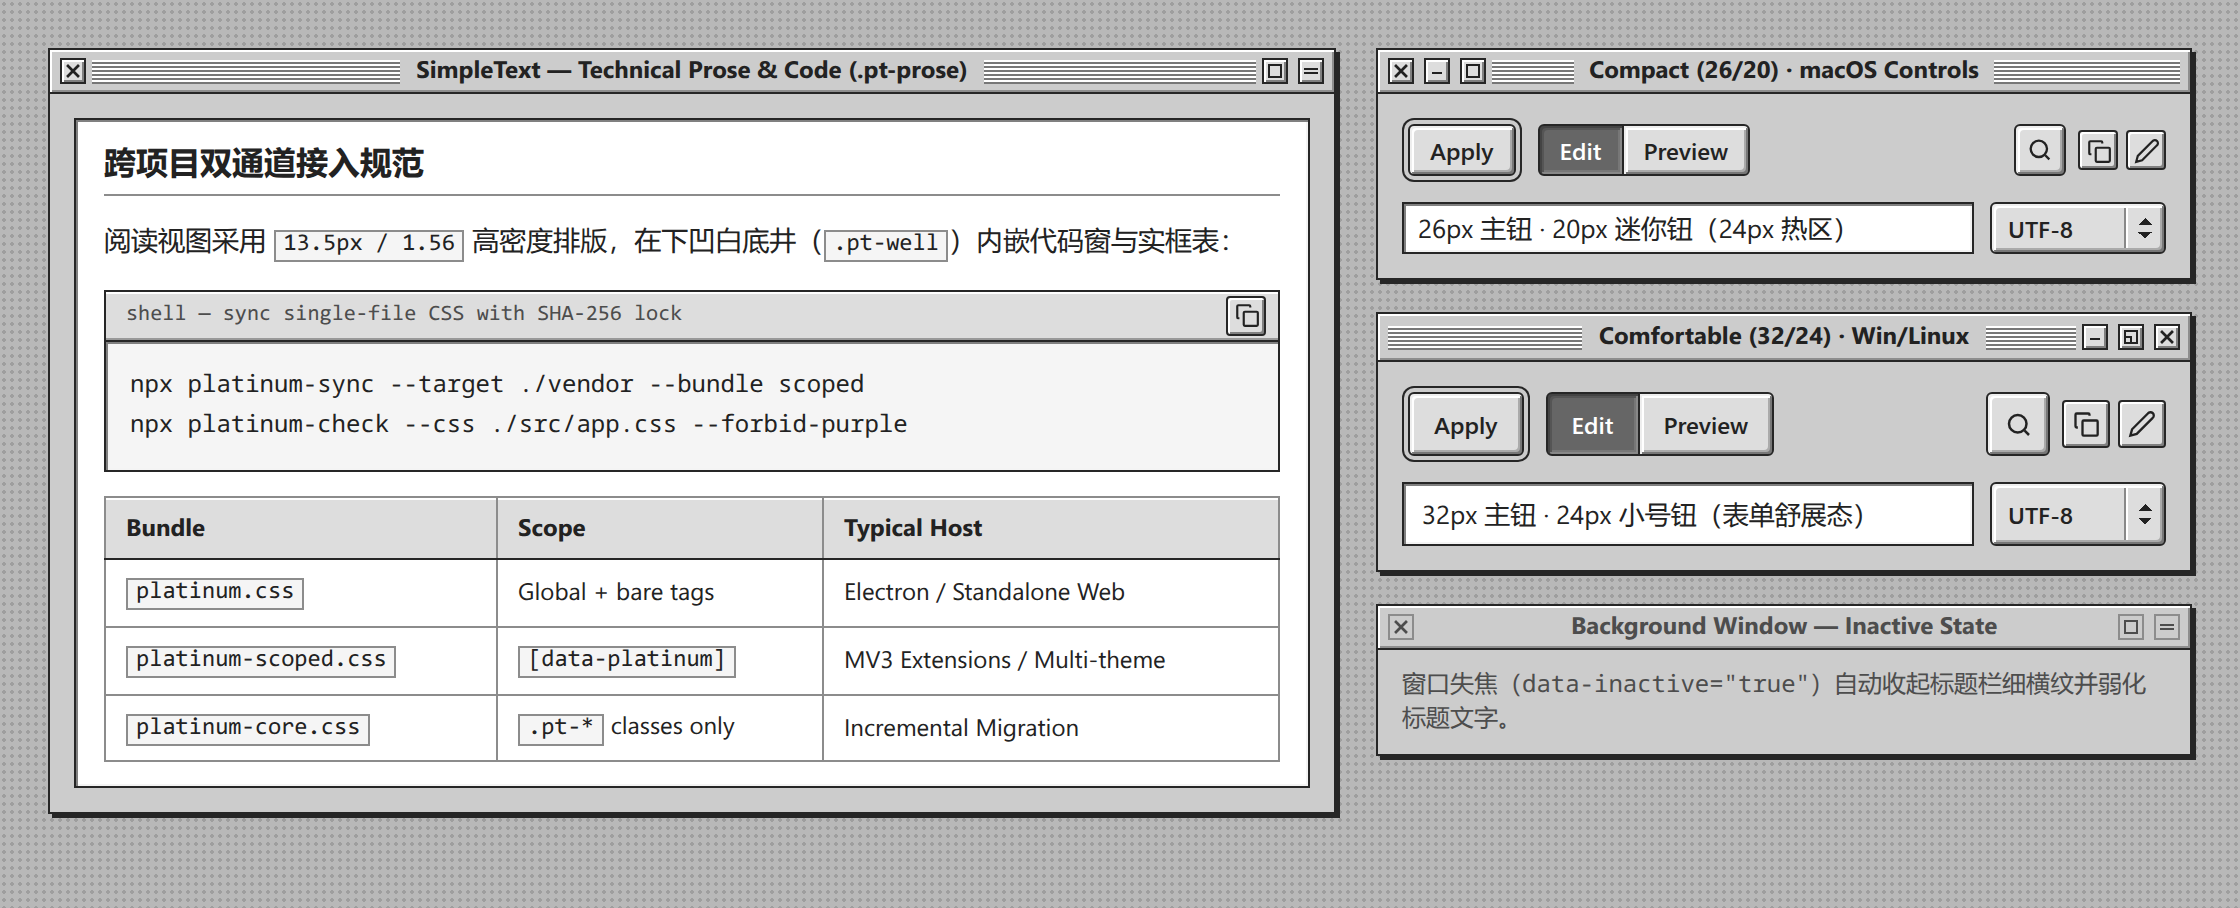 SimpleText — Technical Prose & Code (.pt-prose)
跨项目双通道接入规范
阅读视图采用 13.5px / 1.56 高密度排版，在下凹白底井（.pt-well）内嵌代码窗与实框表：
shell — sync single-file CSS with SHA-256 lock
npx platinum-sync --target ./vendor --bundle scoped
npx platinum-check --css ./src/app.css --forbid-purple
Bundle Scope Typical Host
platinum.css Global + bare tags Electron / Standalone Web
platinum-scoped.css [data-platinum] MV3 Extensions / Multi-theme
platinum-core.css .pt-* classes only Incremental Migration
Compact (26/20) · macOS Controls
Apply Edit Preview
26px 主钮 · 20px 迷你钮（24px 热区） UTF-8
Comfortable (32/24) · Win/Linux
Apply Edit Preview
32px 主钮 · 24px 小号钮（表单舒展态） UTF-8
Background Window — Inactive State
窗口失焦（data-inactive="true"）自动收起标题栏细横纹并弱化
标题文字。